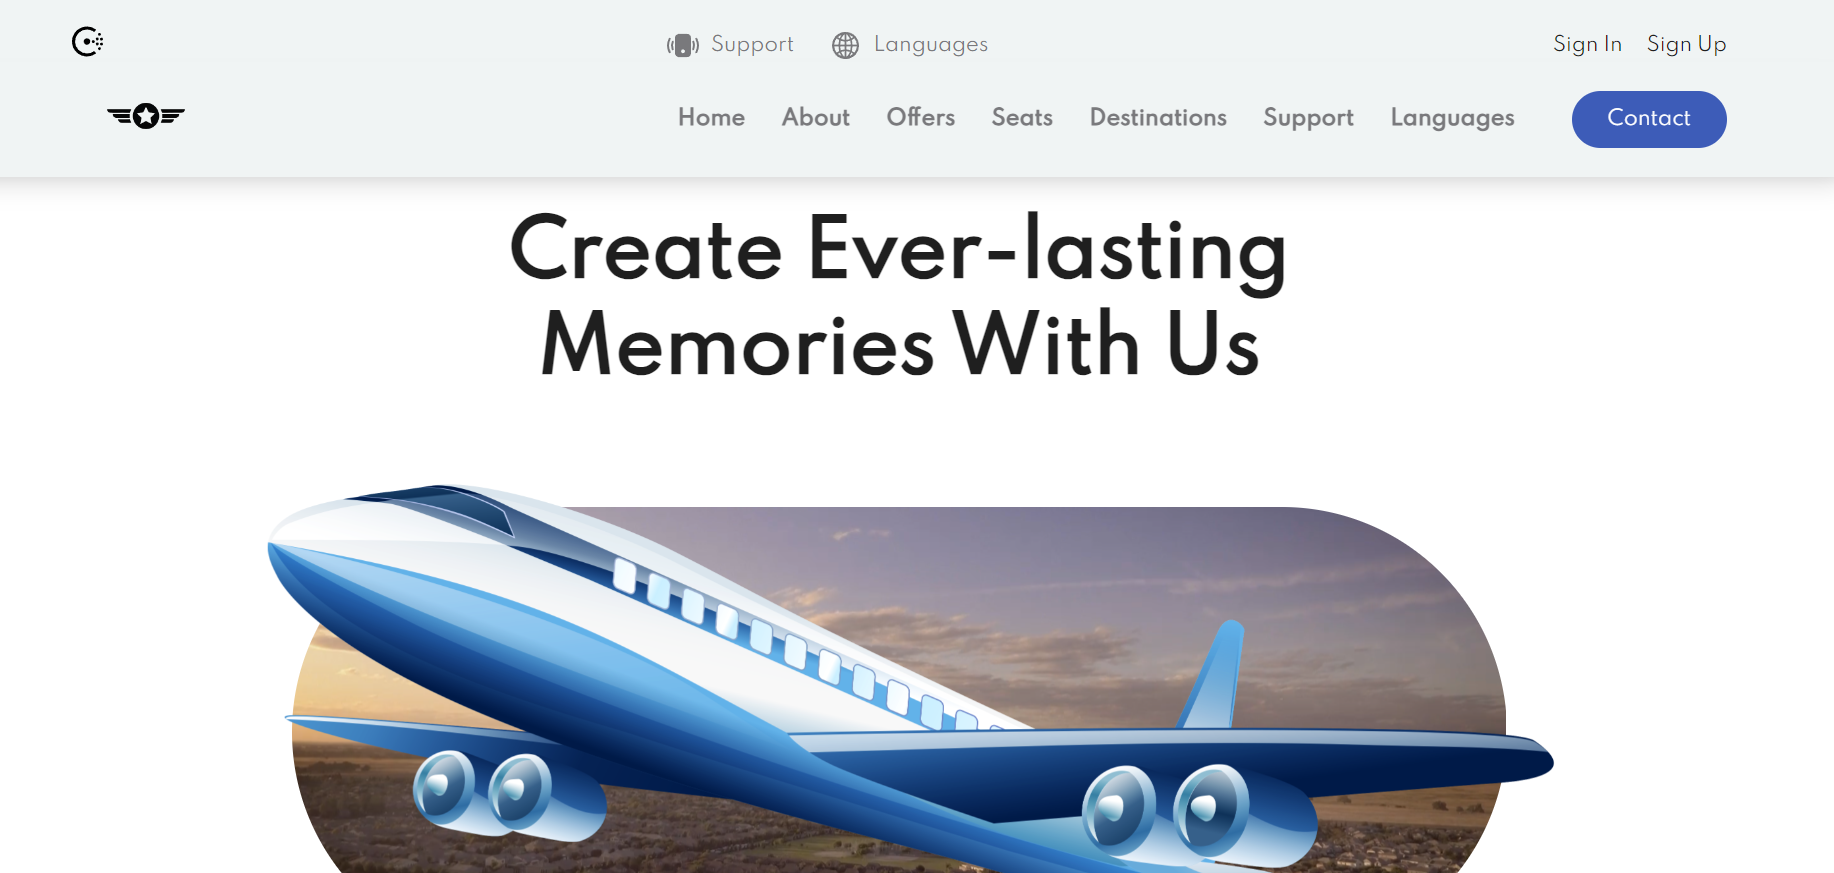 Support Languages Sign In Sign Up
Home About Offers Seats Destinations Support Languages Contact
Create Ever-lasting
Memories With Us